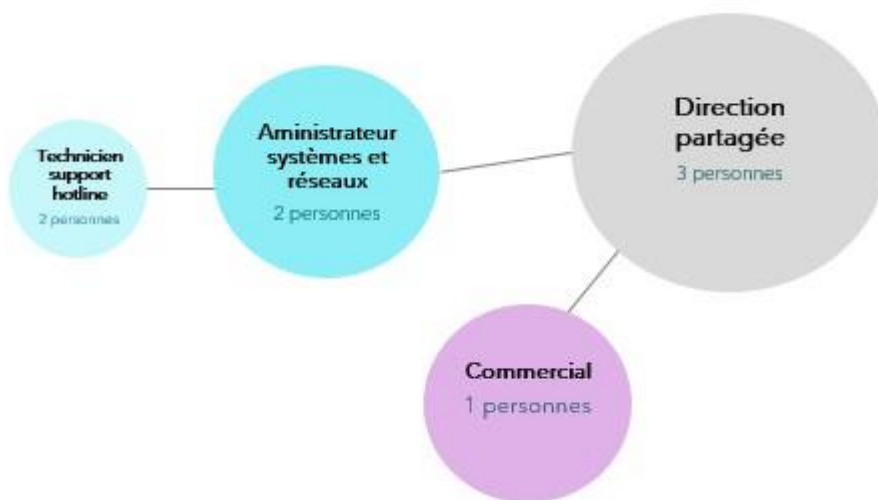 Technicien
support
hotline
2 personnes
Aministrateur
systèmes et
réseaux
2 personnes
Direction
partagée
3 personnes
Commercial
1 personnes